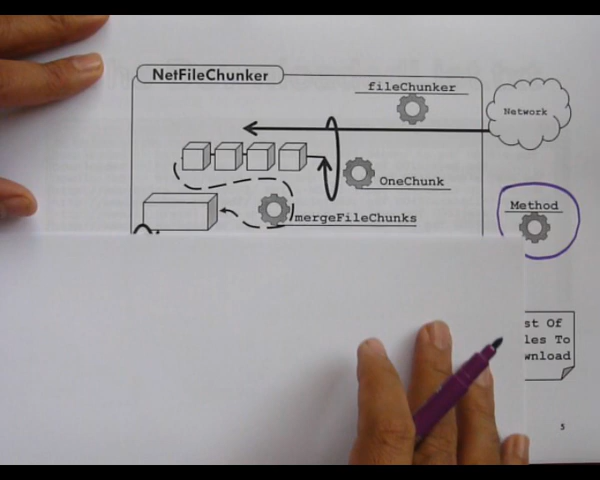 NetFileChunker
fileChunker
Network
OneChunk
Method
mergeFileChunks
st Of
les To
wnload
5